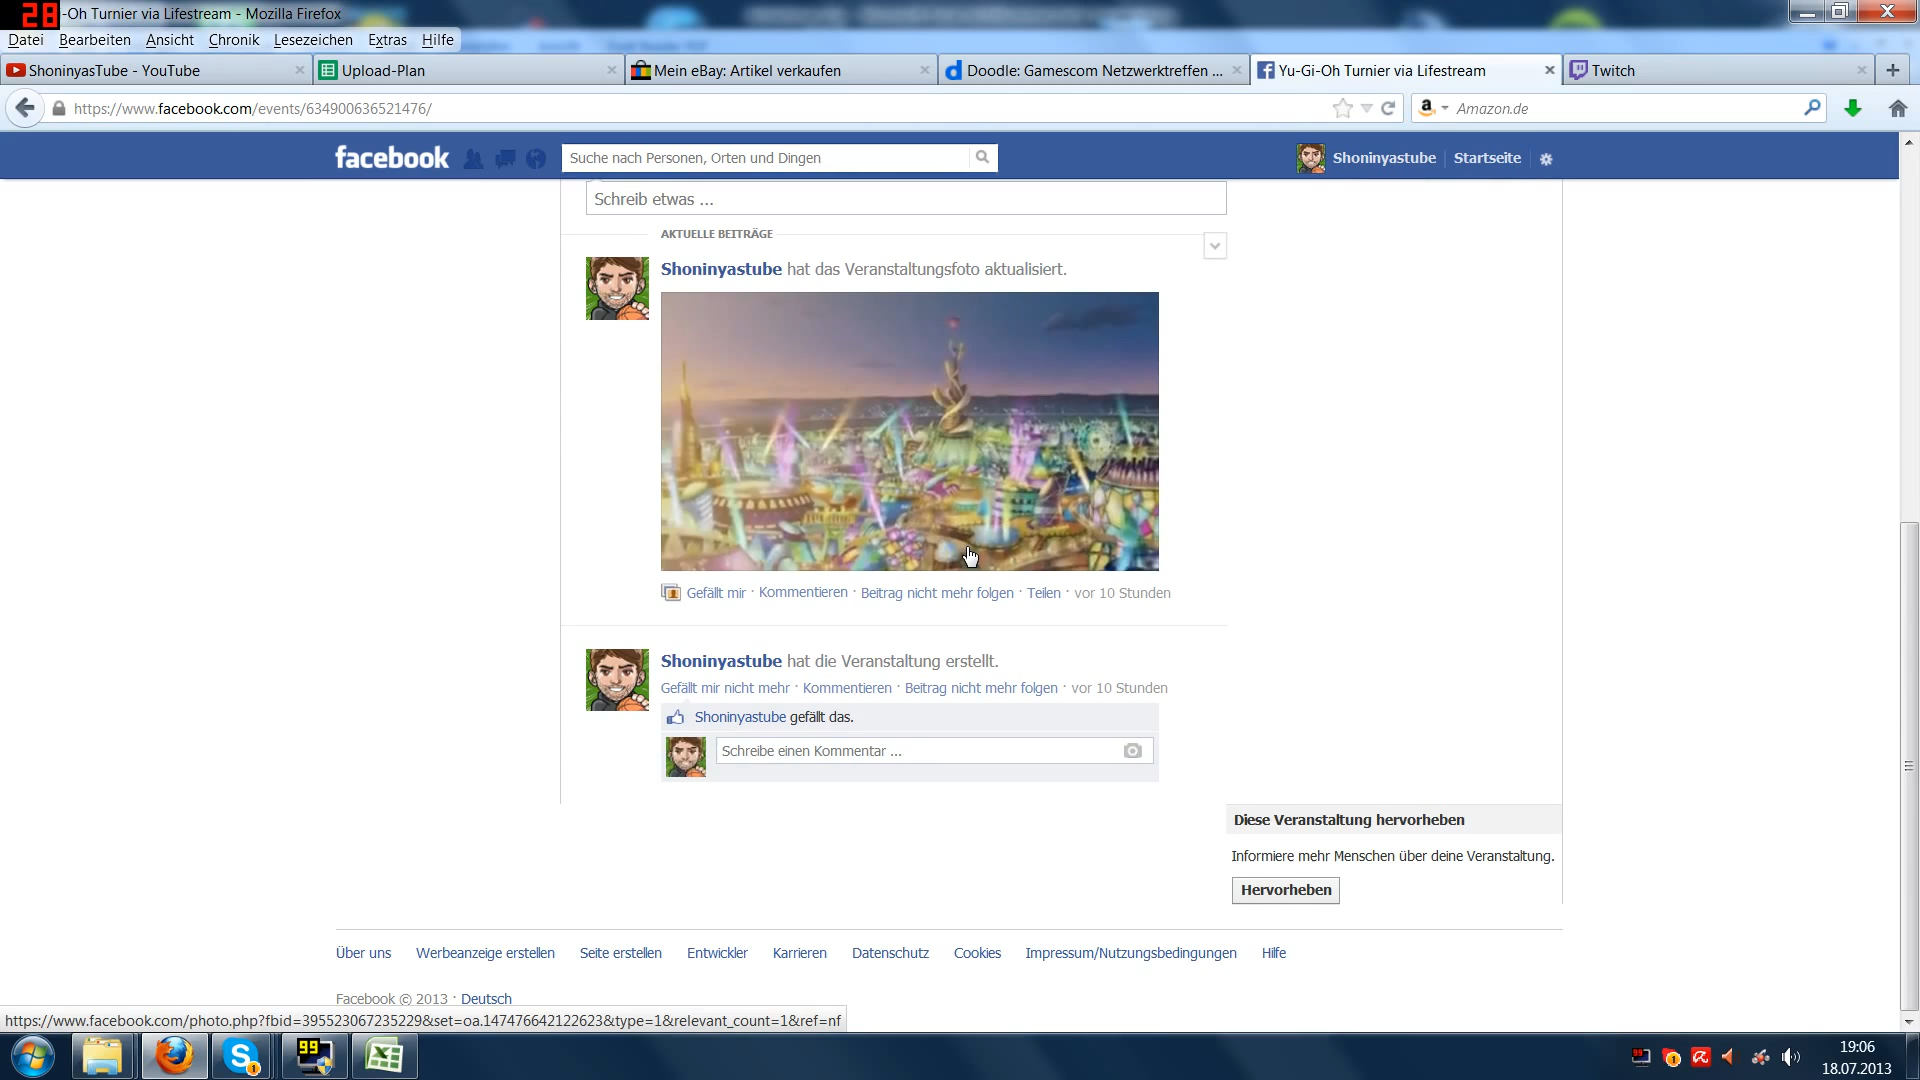 28
-Oh Turnier via Lifestream - Mozilla Firefox
Datei Bearbeiten Ansicht Chronik Lesezeichen Extras Hilfe
ShoninyasTube - YouTube
Upload-Plan
Mein eBay: Artikel verkaufen
Doodle: Gamescom Netzwerktreffen ...
Yu-Gi-Oh Turnier via Lifestream
Twitch
https://www.facebook.com/events/634900636521476/
Amazon.de
facebook
Suche nach Personen, Orten und Dingen
Shoninyastube
Startseite
Schreib etwas ...
AKTUELLE BEITRÄGE
Shoninyastube hat das Veranstaltungsfoto aktualisiert.
Gefällt mir · Kommentieren · Beitrag nicht mehr folgen · Teilen · vor 10 Stunden
Shoninyastube hat die Veranstaltung erstellt.
Gefällt mir nicht mehr · Kommentieren · Beitrag nicht mehr folgen · vor 10 Stunden
Shoninyastube gefällt das.
Schreibe einen Kommentar ...
Diese Veranstaltung hervorheben
Informiere mehr Menschen über deine Veranstaltung.
Hervorheben
Über uns Werbeanzeige erstellen Seite erstellen Entwickler Karrieren Datenschutz Cookies Impressum/Nutzungsbedingungen Hilfe
Facebook © 2013 · Deutsch
https://www.facebook.com/photo.php?fbid=395523067235229&set=oa.147476642122623&type=1&relevant_count=1&ref=nf
99
1
19:06
18.07.2013